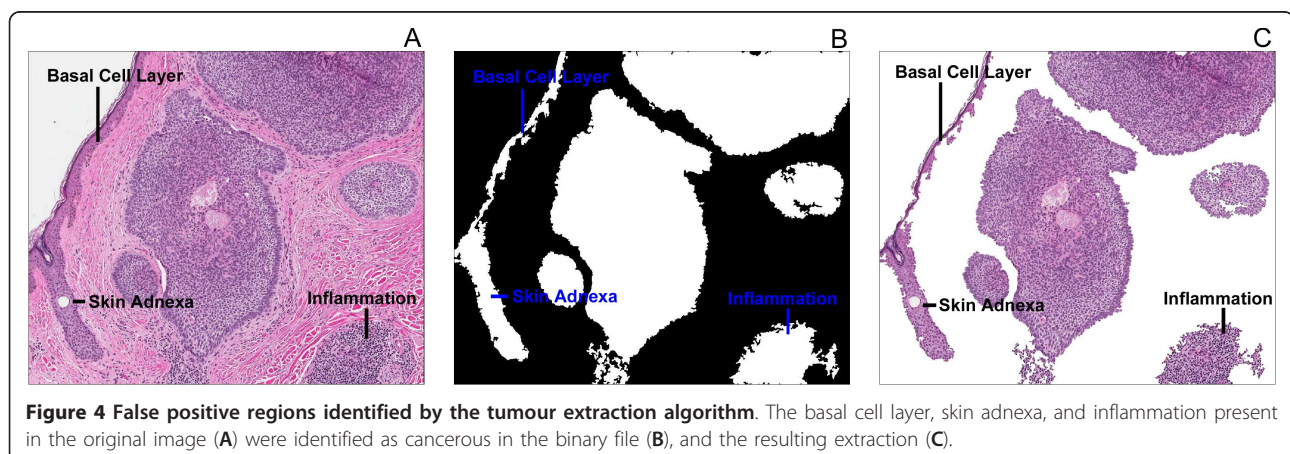 A
Basal Cell Layer
Skin Adnexa
Inflammation
B
Basal Cell Layer
Skin Adnexa
Inflammation
C
Basal Cell Layer
Skin Adnexa
Inflammation
Figure 4 False positive regions identified by the tumour extraction algorithm. The basal cell layer, skin adnexa, and inflammation present
in the original image (A) were identified as cancerous in the binary file (B), and the resulting extraction (C).